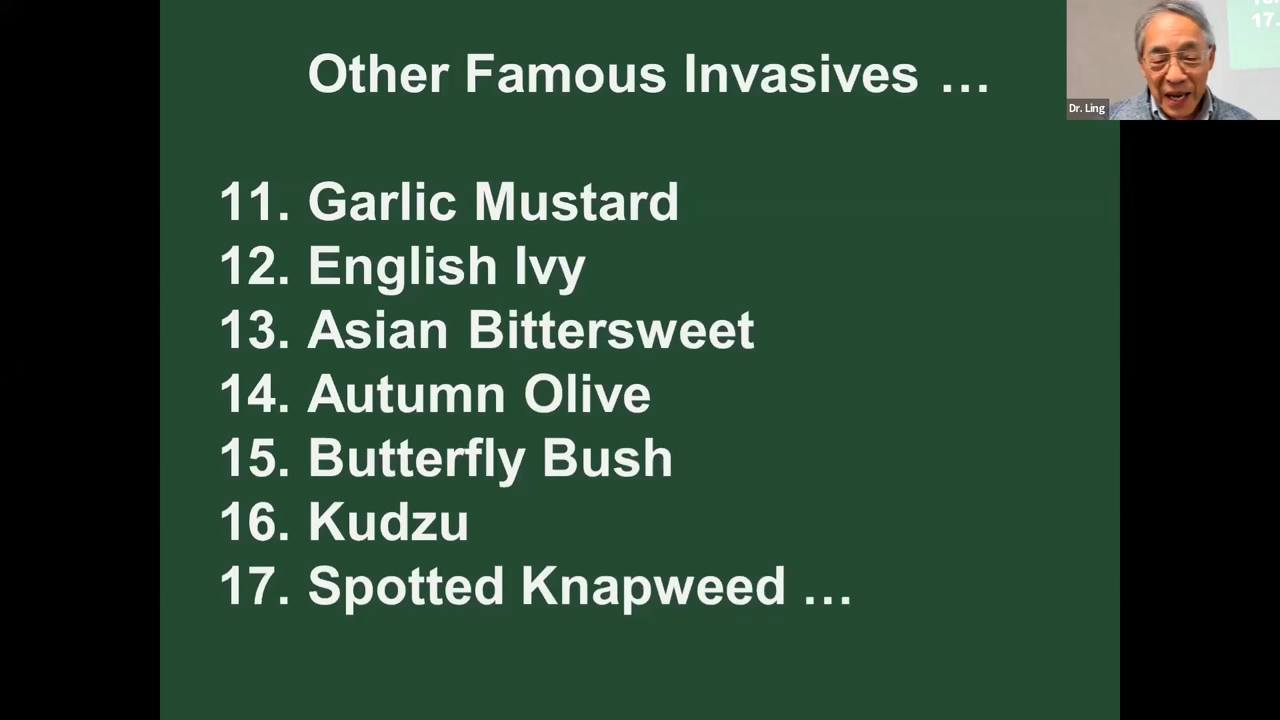 Other Famous Invasives …
11. Garlic Mustard
12. English Ivy
13. Asian Bittersweet
14. Autumn Olive
15. Butterfly Bush
16. Kudzu
17. Spotted Knapweed …
17.
Dr. Ling